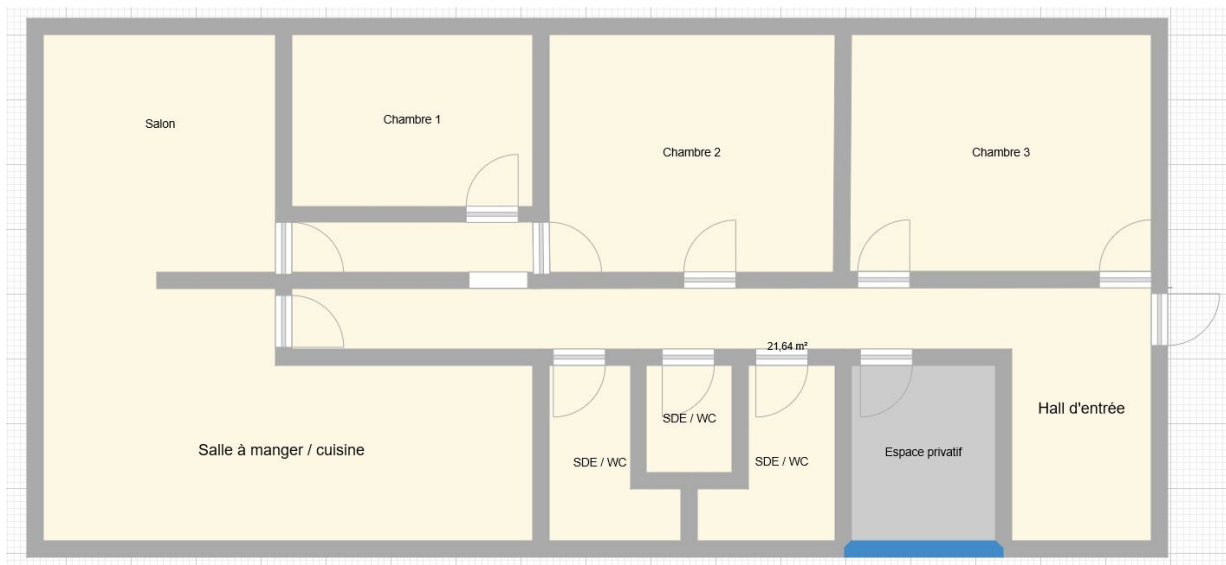 Salon
Chambre 1
Chambre 2
Chambre 3
21,64 m²
Hall d'entrée
SDE / WC
Salle à manger / cuisine
SDE / WC
SDE / WC
Espace privatif